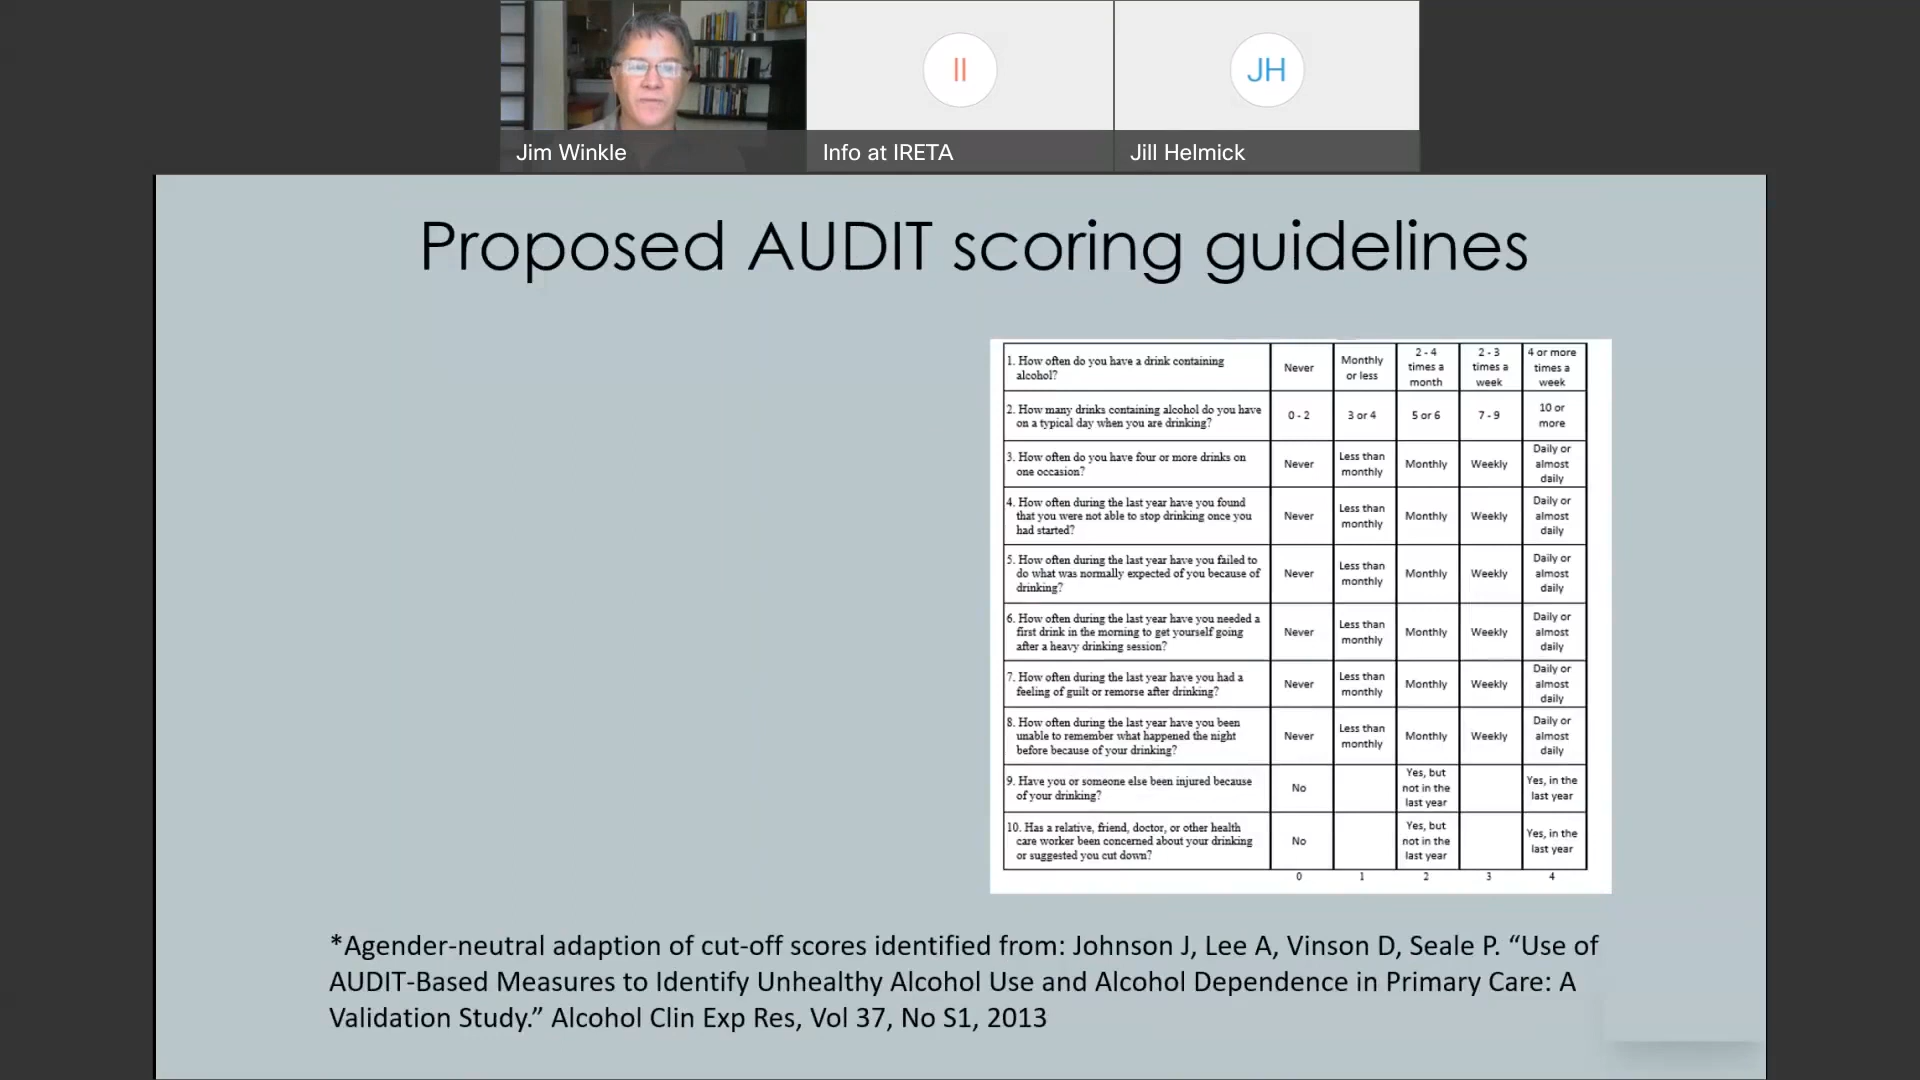 II
JH
Jim Winkle
Info at IRETA
Jill Helmick
Proposed AUDIT scoring guidelines
1. How often do you have a drink containing
alcohol?
Never
Monthly
or less
2 - 4
times a
month
2 - 3
times a
week
4 or more
times a
week
2. How many drinks containing alcohol do you have
on a typical day when you are drinking?
0 - 2
3 or 4
5 or 6
7 - 9
10 or
more
3. How often do you have four or more drinks on
one occasion?
Never
Less than
monthly
Monthly
Weekly
Daily or
almost
daily
4. How often during the last year have you found
that you were not able to stop drinking once you
had started?
Never
Less than
monthly
Monthly
Weekly
Daily or
almost
daily
5. How often during the last year have you failed to
do what was normally expected of you because of
drinking?
Never
Less than
monthly
Monthly
Weekly
Daily or
almost
daily
6. How often during the last year have you needed a
first drink in the morning to get yourself going
after a heavy drinking session?
Never
Less than
monthly
Monthly
Weekly
Daily or
almost
daily
7. How often during the last year have you had a
feeling of guilt or remorse after drinking?
Never
Less than
monthly
Monthly
Weekly
Daily or
almost
daily
8. How often during the last year have you been
unable to remember what happened the night
before because of your drinking?
Never
Less than
monthly
Monthly
Weekly
Daily or
almost
daily
9. Have you or someone else been injured because
of your drinking?
No
Yes, but
not in the
last year
Yes, in the
last year
10. Has a relative, friend, doctor, or other health
care worker been concerned about your drinking
or suggested you cut down?
No
Yes, but
not in the
last year
Yes, in the
last year
0 1 2 3 4
*Agender-neutral adaption of cut-off scores identified from: Johnson J, Lee A, Vinson D, Seale P. “Use of
AUDIT-Based Measures to Identify Unhealthy Alcohol Use and Alcohol Dependence in Primary Care: A
Validation Study.” Alcohol Clin Exp Res, Vol 37, No S1, 2013